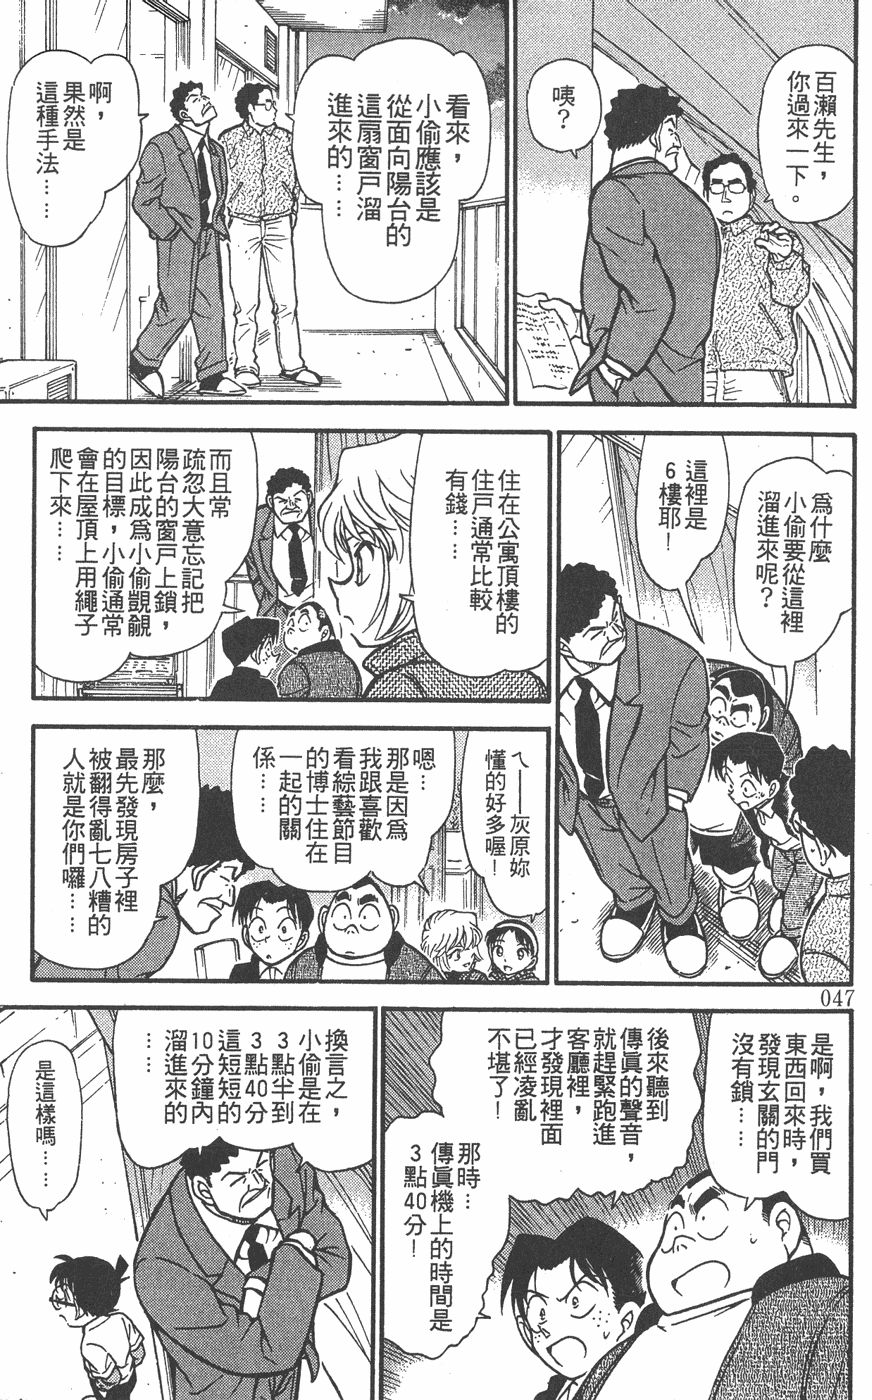 百瀨先生，
你過來一下。
咦？
看來，
小偷應該是
從面向陽台的
這扇窗戶溜
進來的……
啊，
果然是
這種手法……
為什麼
小偷要從這裡
溜進來呢？
這裡是
6樓耶！
住在公寓頂樓的
住戶通常比較
有錢……
而且常
疏忽大意忘記把
陽台的窗戶上鎖，
因此成為小偷覬覦
的目標，小偷通常
會在屋頂上用繩子
爬下來……
ㄟ──灰原妳
懂的好多喔！
嗯…
那是因為
我跟喜歡
看綜藝節目
的博士住在
一起的關
係……
那麼，
最先發現房子裡
被翻得亂七八糟的
人就是你們囉……
047
是啊，我們買
東西回來時，
發現玄關的門
沒有鎖……
後來聽到
傳真的聲音，
就趕緊跑進
客廳裡，
才發現裡面
已經凌亂
不堪了！
那時…
傳真機上的時間是
3點40分！
換言之，
小偷是在
3點半到
3點40分
這短短的
10分鐘內
溜進來的
……
是這樣嗎……